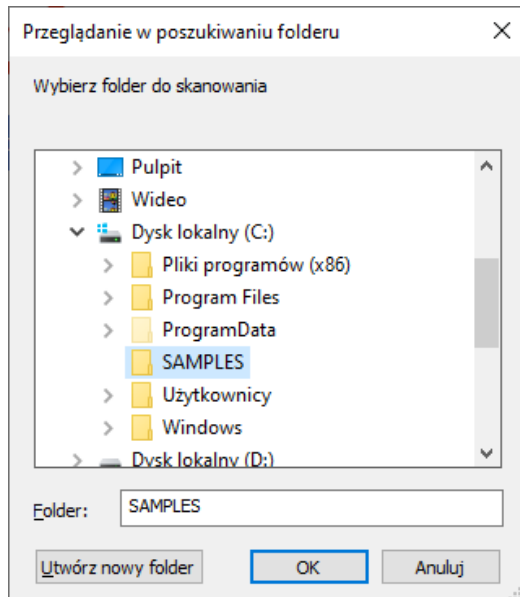 Przeglądanie w poszukiwaniu folderu
Wybierz folder do skanowania
Pulpit
Wideo
Dysk lokalny (C:)
Pliki programów (x86)
Program Files
ProgramData
SAMPLES
Użytkownicy
Windows
Dysk lokalny (D:)
Folder: SAMPLES
Utwórz nowy folder OK Anuluj